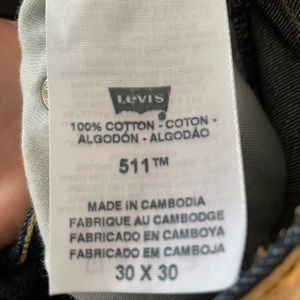 Levi's
100% COTTON - COTON -
ALGODÓN - ALGODÃO
511™
MADE IN CAMBODIA
FABRIQUE AU CAMBODGE
FABRICADO EN CAMBOYA
FABRICADO EM CAMBOJA
30 X 30